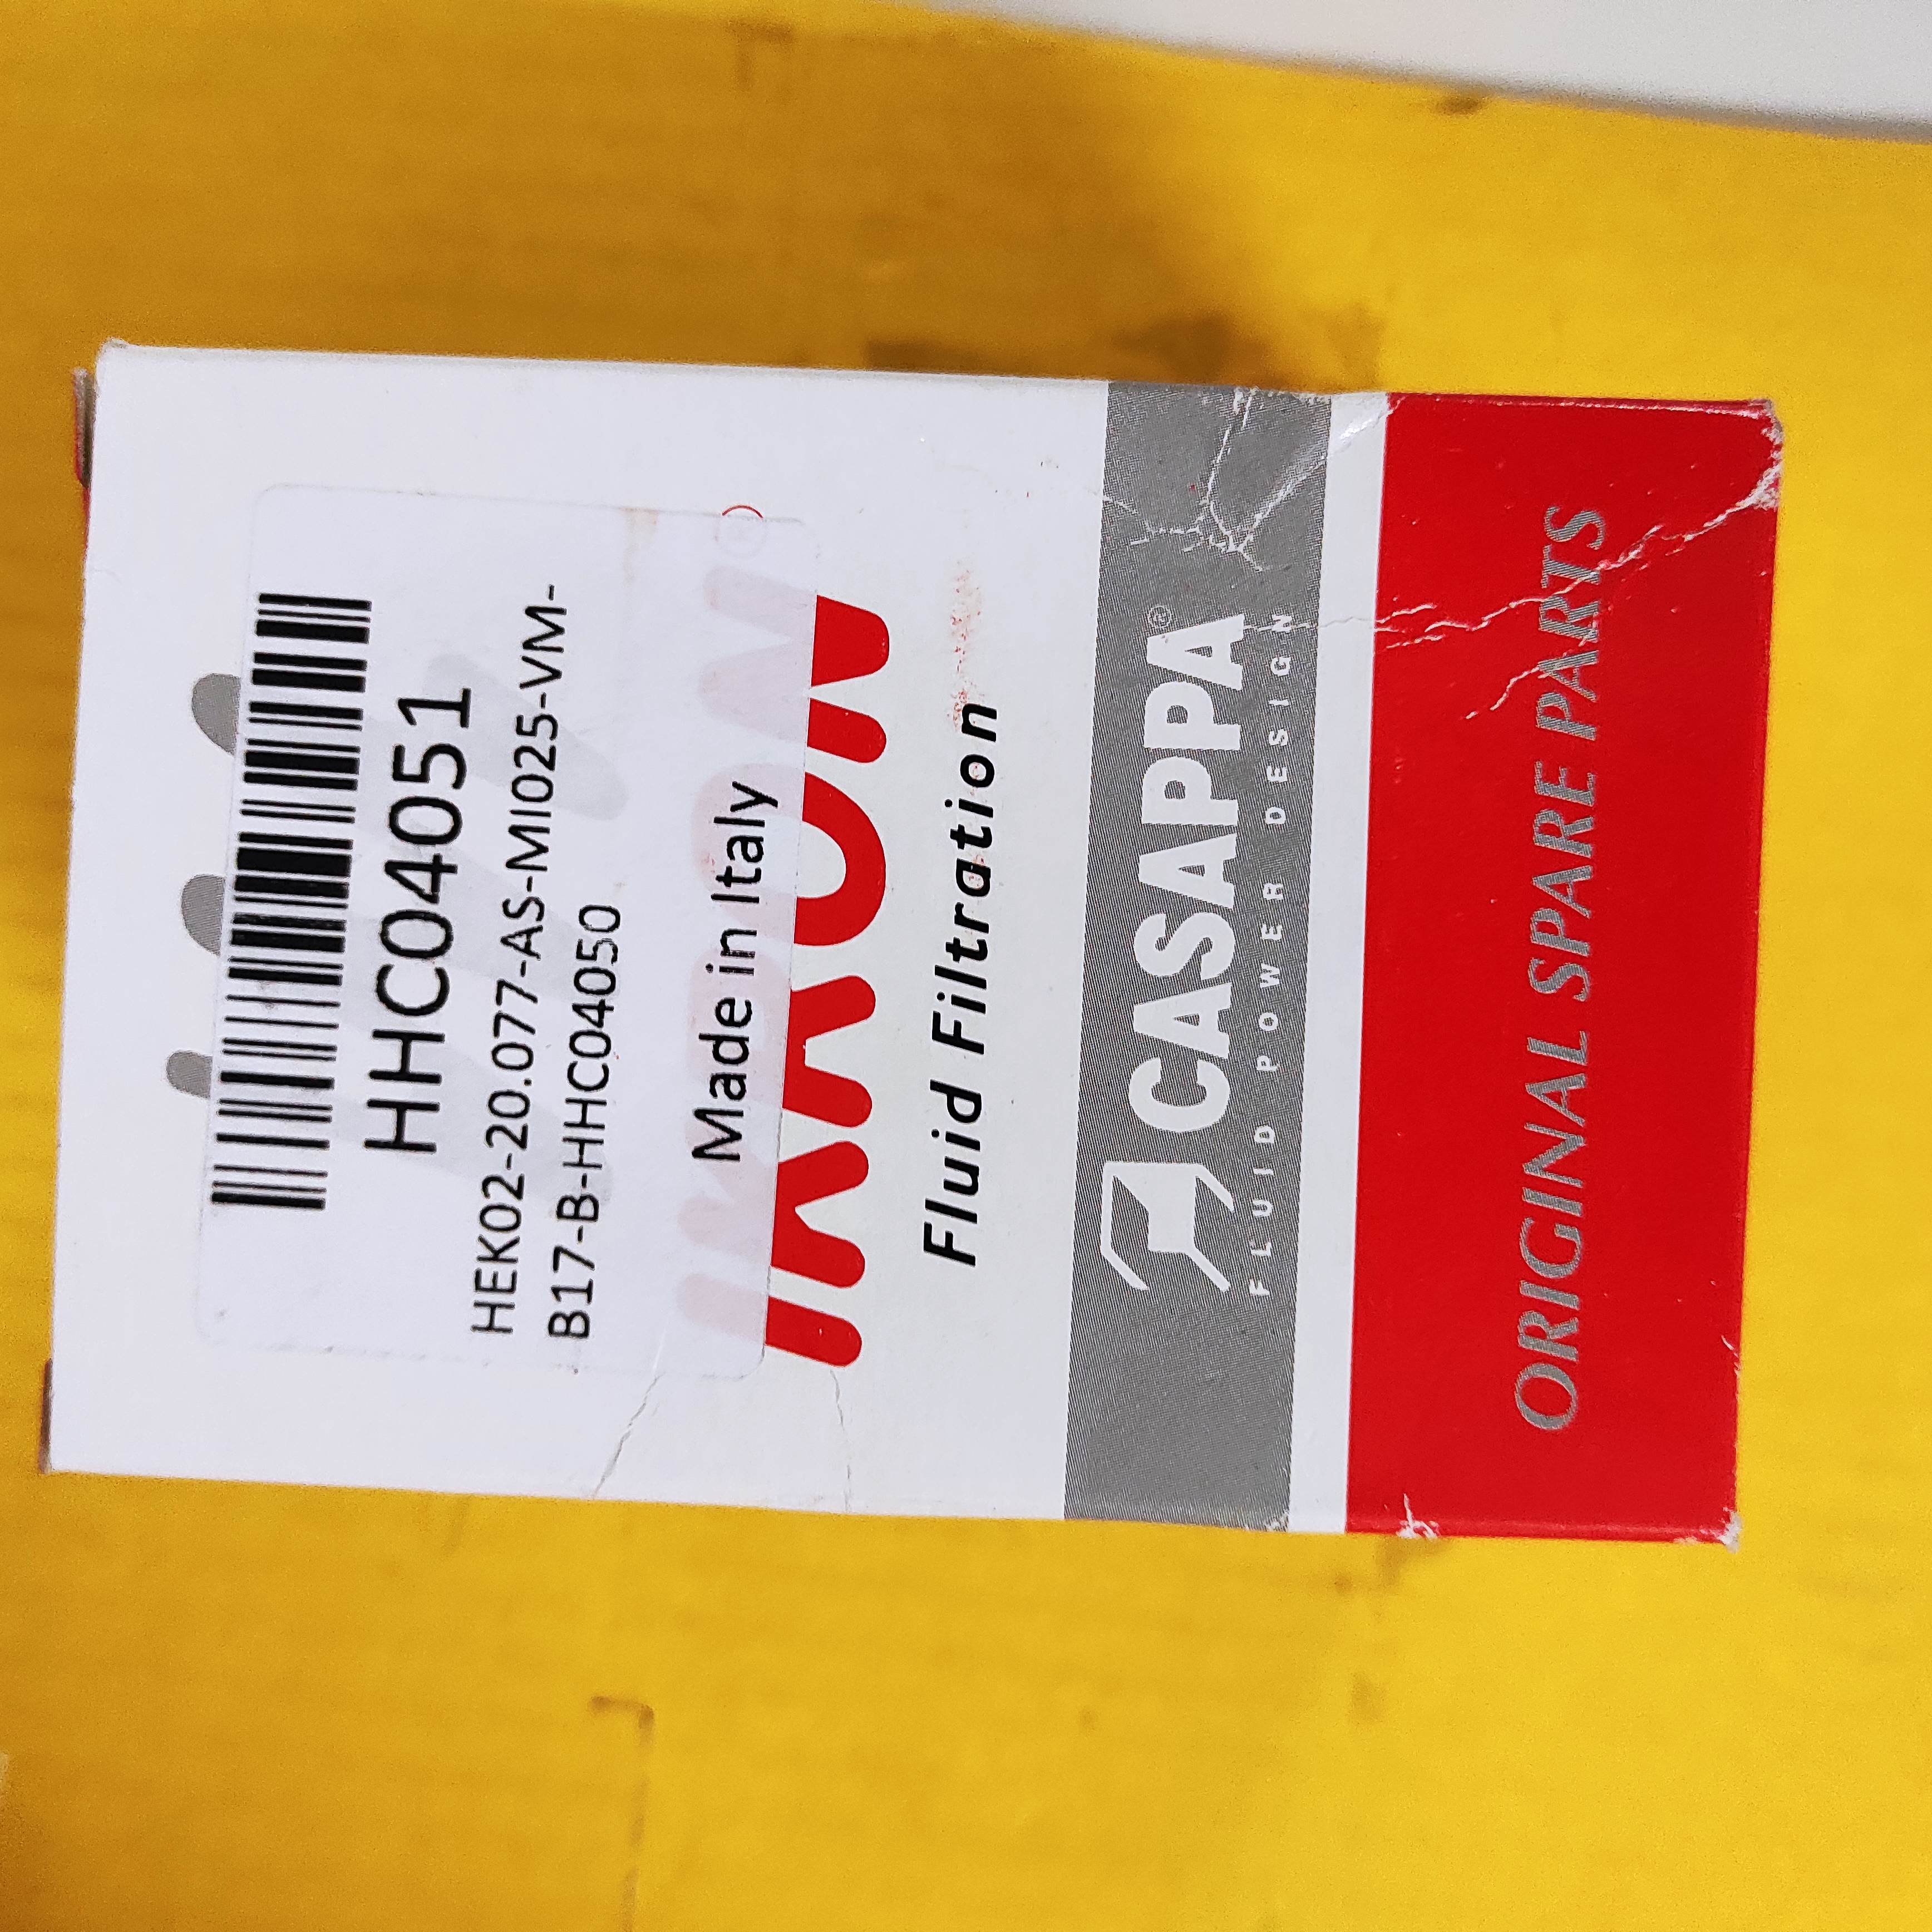 HHC04051
HEK02-20.077-AS-MI025-VM-
B17-B-HHC04050
Made in Italy
IKRON®
Fluid Filtration
CASAPPA®
FLUID POWER DESIGN
ORIGINAL SPARE PARTS